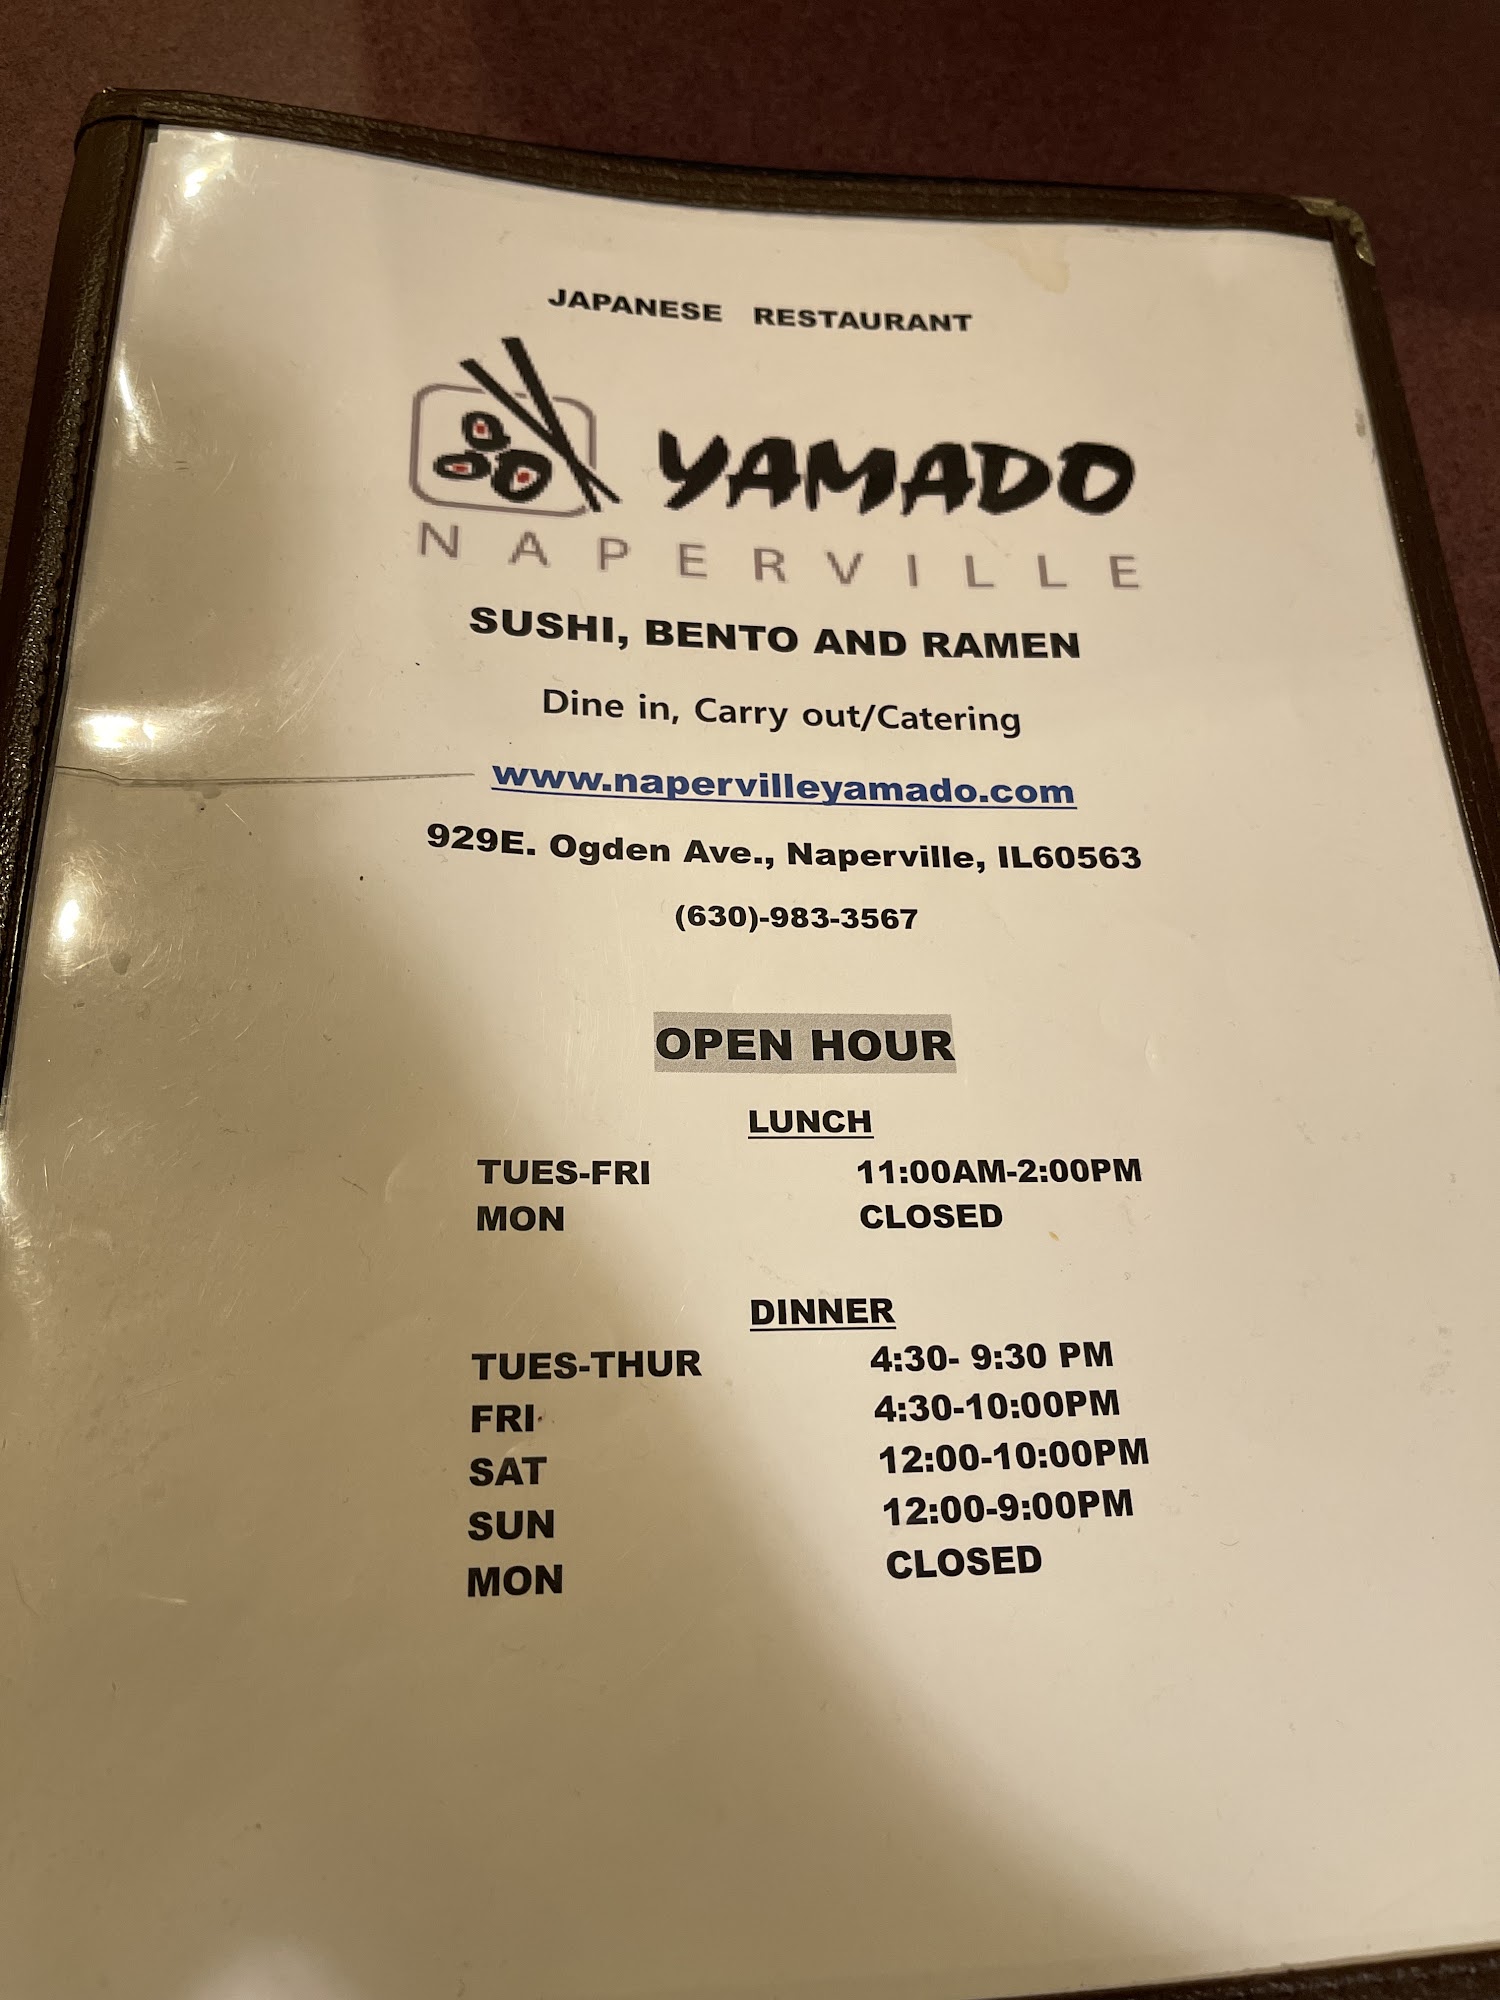 JAPANESE RESTAURANT
YAMADO
NAPERVILLE
SUSHI, BENTO AND RAMEN
Dine in, Carry out/Catering
www.napervilleyamado.com
929E. Ogden Ave., Naperville, IL60563
(630)-983-3567
OPEN HOUR
LUNCH
TUES-FRI 11:00AM-2:00PM
MON CLOSED
DINNER
TUES-THUR 4:30- 9:30 PM
FRI 4:30-10:00PM
SAT 12:00-10:00PM
SUN 12:00-9:00PM
MON CLOSED